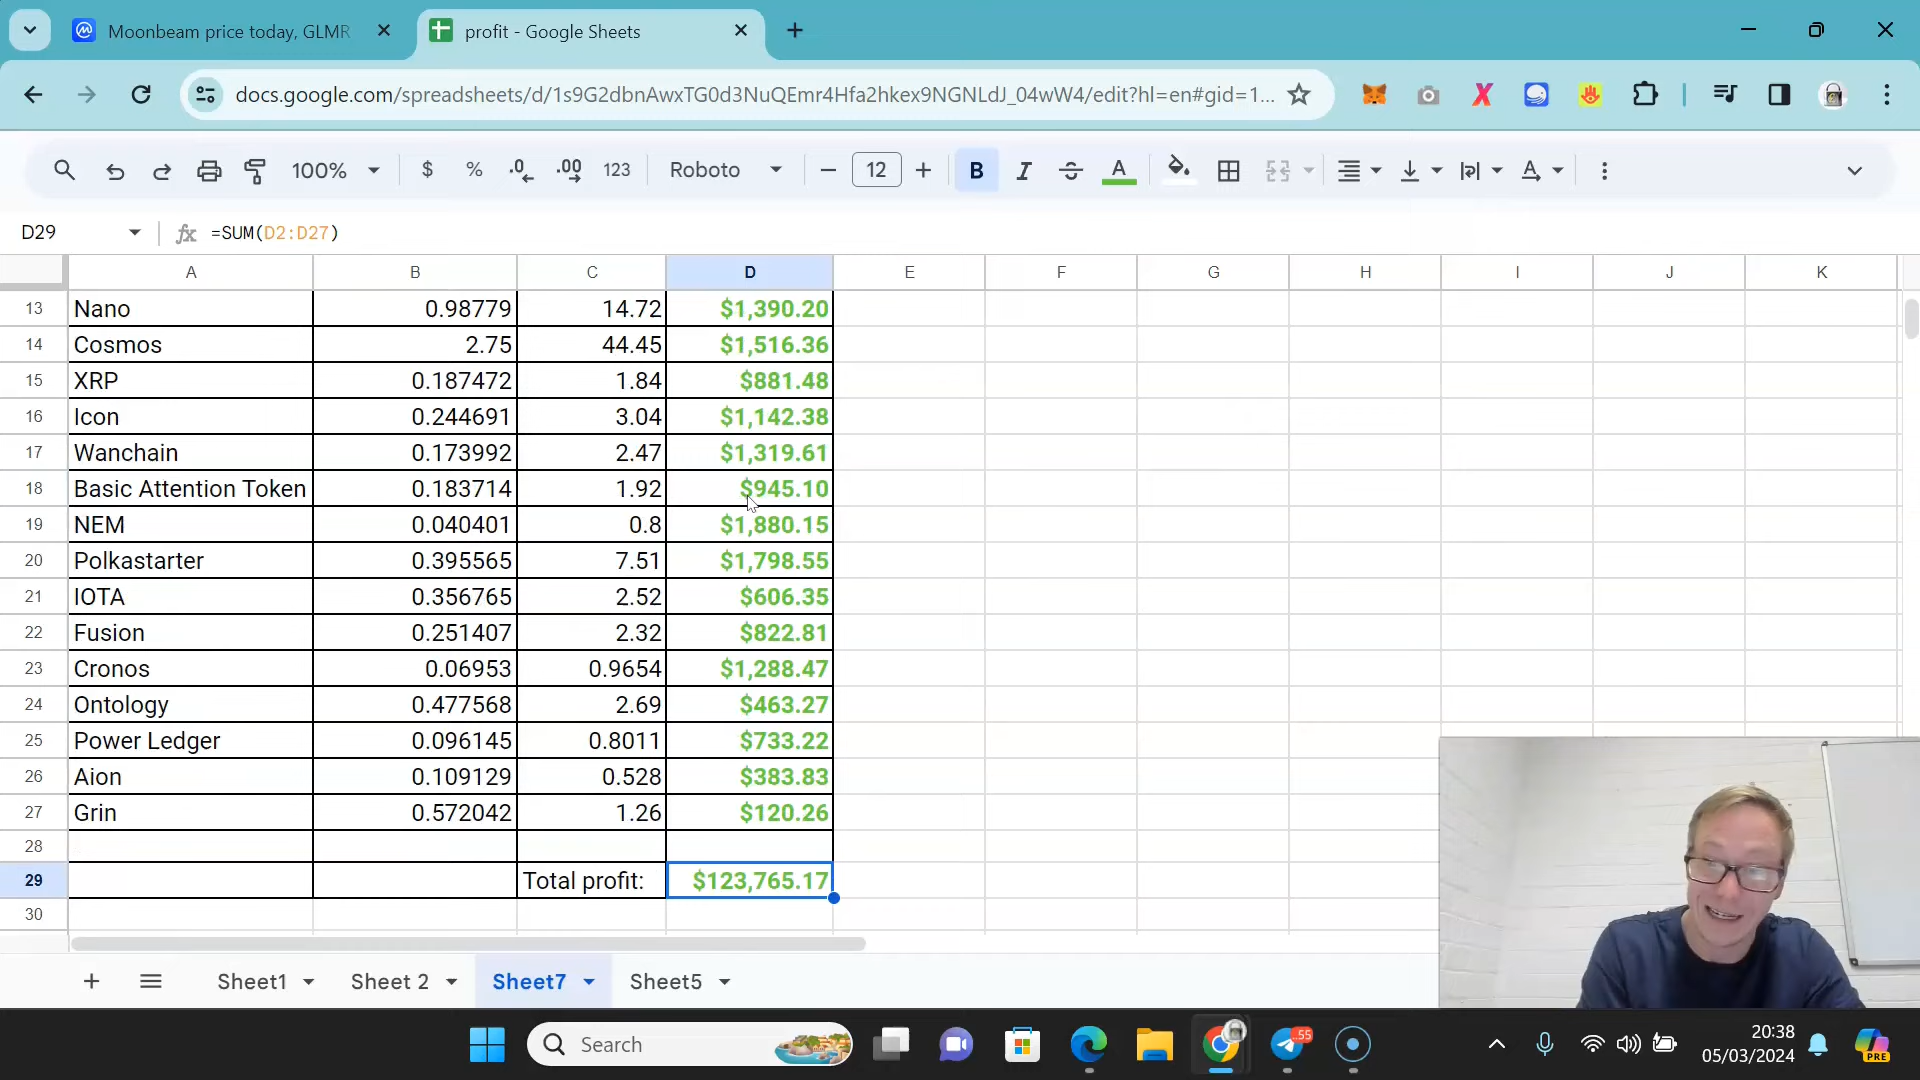 Moonbeam price today, GLMR
profit - Google Sheets
docs.google.com/spreadsheets/d/1s9G2dbnAwxTG0d3NuQEmr4Hfa2hkex9NGNLdJ_04wW4/edit?hl=en#gid=1...
100% $ % .0 .00 123 Roboto 12 B I A
D29 fx =SUM(D2:D27)
A B C D E F G H I J K
13 Nano 0.98779 14.72 $1,390.20
14 Cosmos 2.75 44.45 $1,516.36
15 XRP 0.187472 1.84 $881.48
16 Icon 0.244691 3.04 $1,142.38
17 Wanchain 0.173992 2.47 $1,319.61
18 Basic Attention Token 0.183714 1.92 $945.10
19 NEM 0.040401 0.8 $1,880.15
20 Polkastarter 0.395565 7.51 $1,798.55
21 IOTA 0.356765 2.52 $606.35
22 Fusion 0.251407 2.32 $822.81
23 Cronos 0.06953 0.9654 $1,288.47
24 Ontology 0.477568 2.69 $463.27
25 Power Ledger 0.096145 0.8011 $733.22
26 Aion 0.109129 0.528 $383.83
27 Grin 0.572042 1.26 $120.26
28
29 Total profit: $123,765.17
30
Sheet1 Sheet 2 Sheet7 Sheet5
Search
55
20:38
05/03/2024
PRE